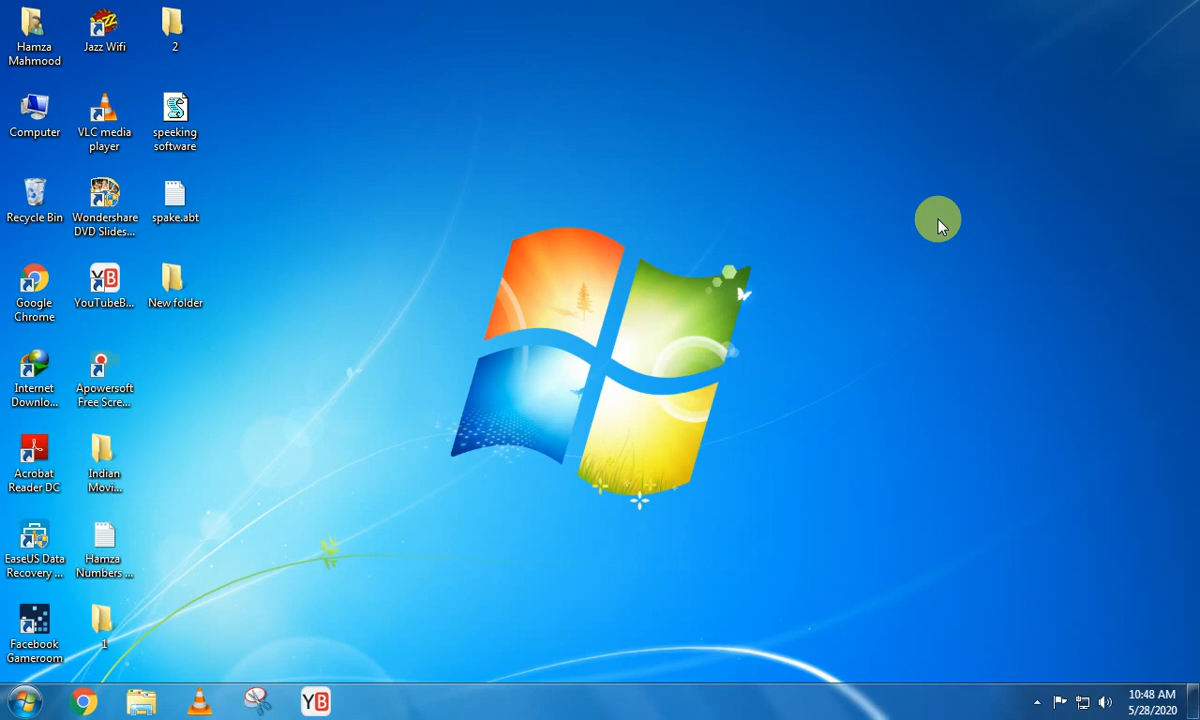 Hamza
Mahmood
Jazz Wifi
2
Computer
VLC media
player
speeking
software
Recycle Bin
Wondershare
DVD Slides...
spake.abt
Google
Chrome
YB
YouTubeB...
New folder
Internet
Downlo...
Apowersoft
Free Scre...
Acrobat
Reader DC
Indian
Movi...
EaseUS Data
Recovery ...
Hamza
Numbers ...
Facebook
Gameroom
1
YB
10:48 AM
5/28/2020